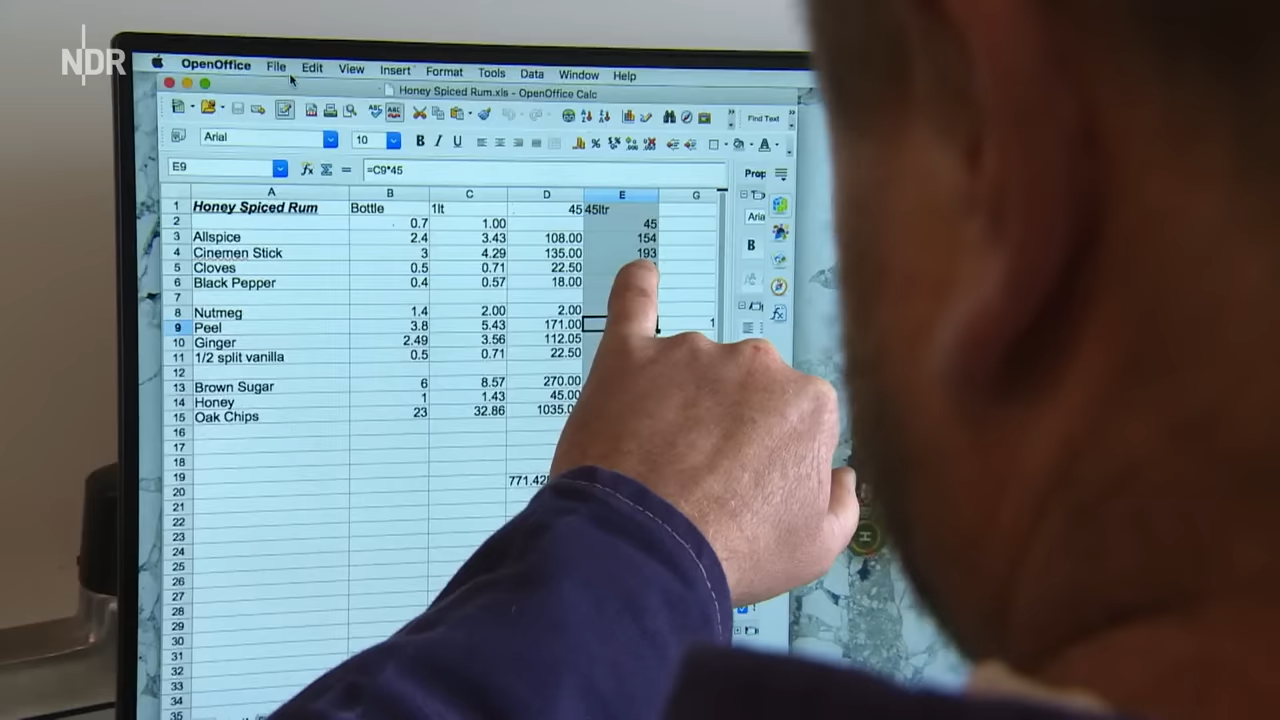 NDR
OpenOffice File Edit View Insert Format Tools Data Window Help
Honey Spiced Rum.xls - OpenOffice Calc
Find Text
Arial 10 B I U
E9 =C9*45
Prop
A B C D E G
1 Honey Spiced Rum Bottle 1lt 45 45ltr
2 0.7 1.00 45
3 Allspice 2.4 3.43 108.00 154
4 Cinemen Stick 3 4.29 135.00 193
5 Cloves 0.5 0.71 22.50
6 Black Pepper 0.4 0.57 18.00
7
8 Nutmeg 1.4 2.00 2.00
9 Peel 3.8 5.43 171.00 1
10 Ginger 2.49 3.56 112.05
11 1/2 split vanilla 0.5 0.71 22.50
12
13 Brown Sugar 6 8.57 270.00
14 Honey 1 1.43 45.00
15 Oak Chips 23 32.86 1035.0
16
17
18
19 771.42
20
21
22
23
24
25
26
27
28
29
30
31
32
33
34
35
Aria
B
H